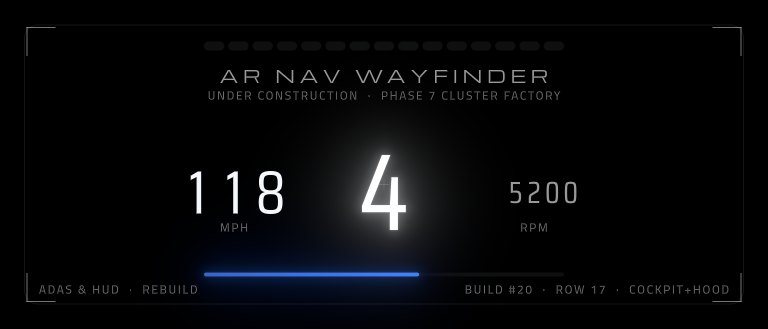 AR NAV WAYFINDER
UNDER CONSTRUCTION · PHASE 7 CLUSTER FACTORY
118 4 5200
MPH RPM
ADAS & HUD · REBUILD BUILD #20 · ROW 17 · COCKPIT+HOOD